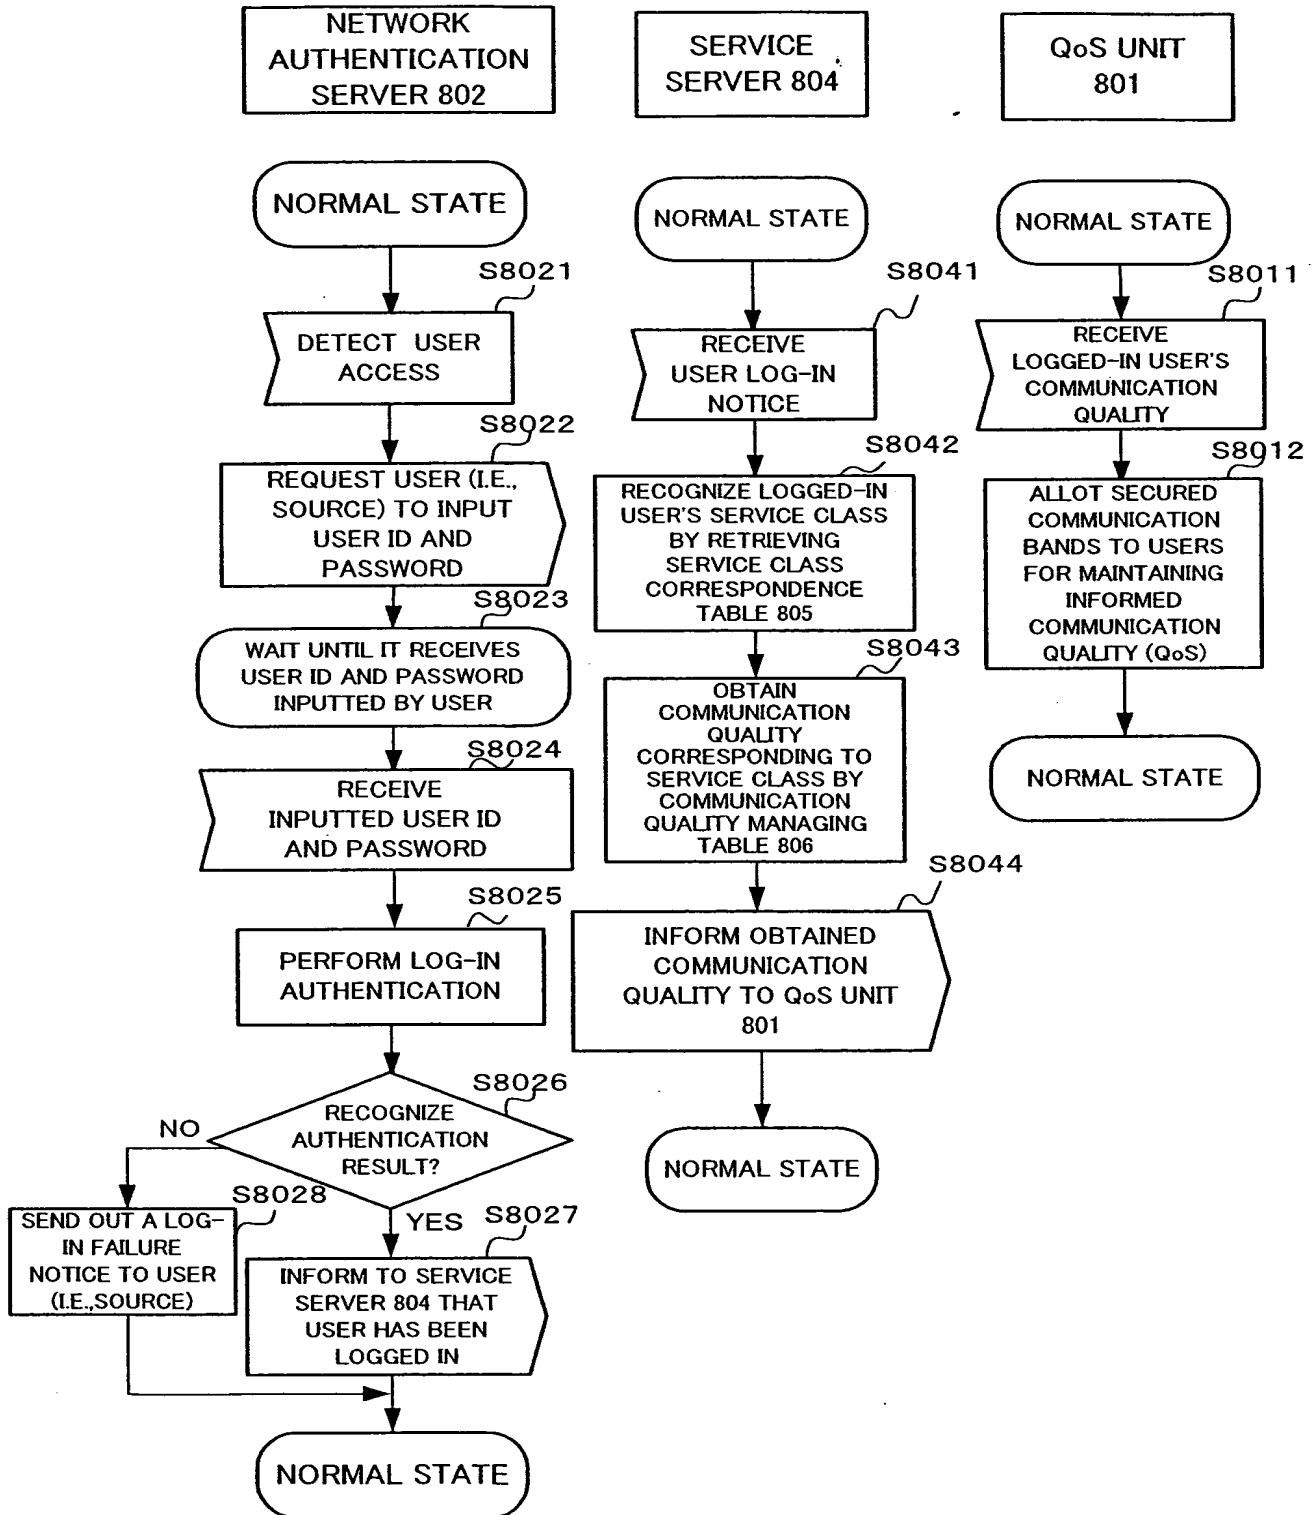 NETWORK
AUTHENTICATION
SERVER 802
NORMAL STATE
S8021
DETECT USER
ACCESS
S8022
REQUEST USER (I.E.,
SOURCE) TO INPUT
USER ID AND
PASSWORD
S8023
WAIT UNTIL IT RECEIVES
USER ID AND PASSWORD
INPUTTED BY USER
S8024
RECEIVE
INPUTTED USER ID
AND PASSWORD
S8025
PERFORM LOG-IN
AUTHENTICATION
S8026
RECOGNIZE
AUTHENTICATION
RESULT?
NO
S8028
SEND OUT A LOG-
IN FAILURE
NOTICE TO USER
(I.E.,SOURCE)
YES
S8027
INFORM TO SERVICE
SERVER 804 THAT
USER HAS BEEN
LOGGED IN
NORMAL STATE
SERVICE
SERVER 804
NORMAL STATE
S8041
RECEIVE
USER LOG-IN
NOTICE
S8042
RECOGNIZE LOGGED-IN
USER'S SERVICE CLASS
BY RETRIEVING
SERVICE CLASS
CORRESPONDENCE
TABLE 805
S8043
OBTAIN
COMMUNICATION
QUALITY
CORRESPONDING TO
SERVICE CLASS BY
COMMUNICATION
QUALITY MANAGING
TABLE 806
S8044
INFORM OBTAINED
COMMUNICATION
QUALITY TO QoS UNIT
801
NORMAL STATE
QoS UNIT
801
NORMAL STATE
S8011
RECEIVE
LOGGED-IN USER'S
COMMUNICATION
QUALITY
S8012
ALLOT SECURED
COMMUNICATION
BANDS TO USERS
FOR MAINTAINING
INFORMED
COMMUNICATION
QUALITY (QoS)
NORMAL STATE